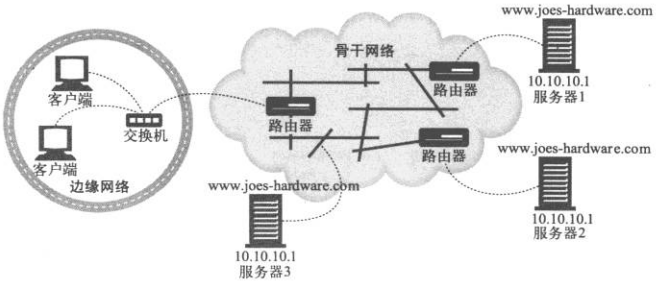 www.joes-hardware.com
骨干网络
路由器
10.10.10.1
服务器1
客户端
交换机
路由器
客户端
边缘网络
路由器
www.joes-hardware.com
www.joes-hardware.com
10.10.10.1
服务器2
10.10.10.1
服务器3